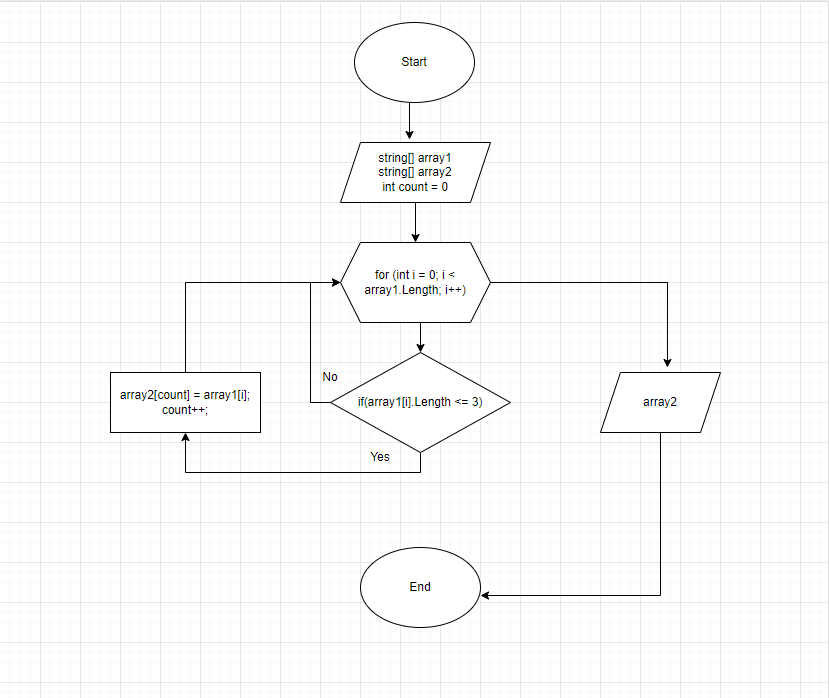 Start
string[] array1
string[] array2
int count = 0
for (int i = 0; i <
array1.Length; i++)
No
if(array1[i].Length <= 3)
array2[count] = array1[i];
count++;
array2
Yes
End